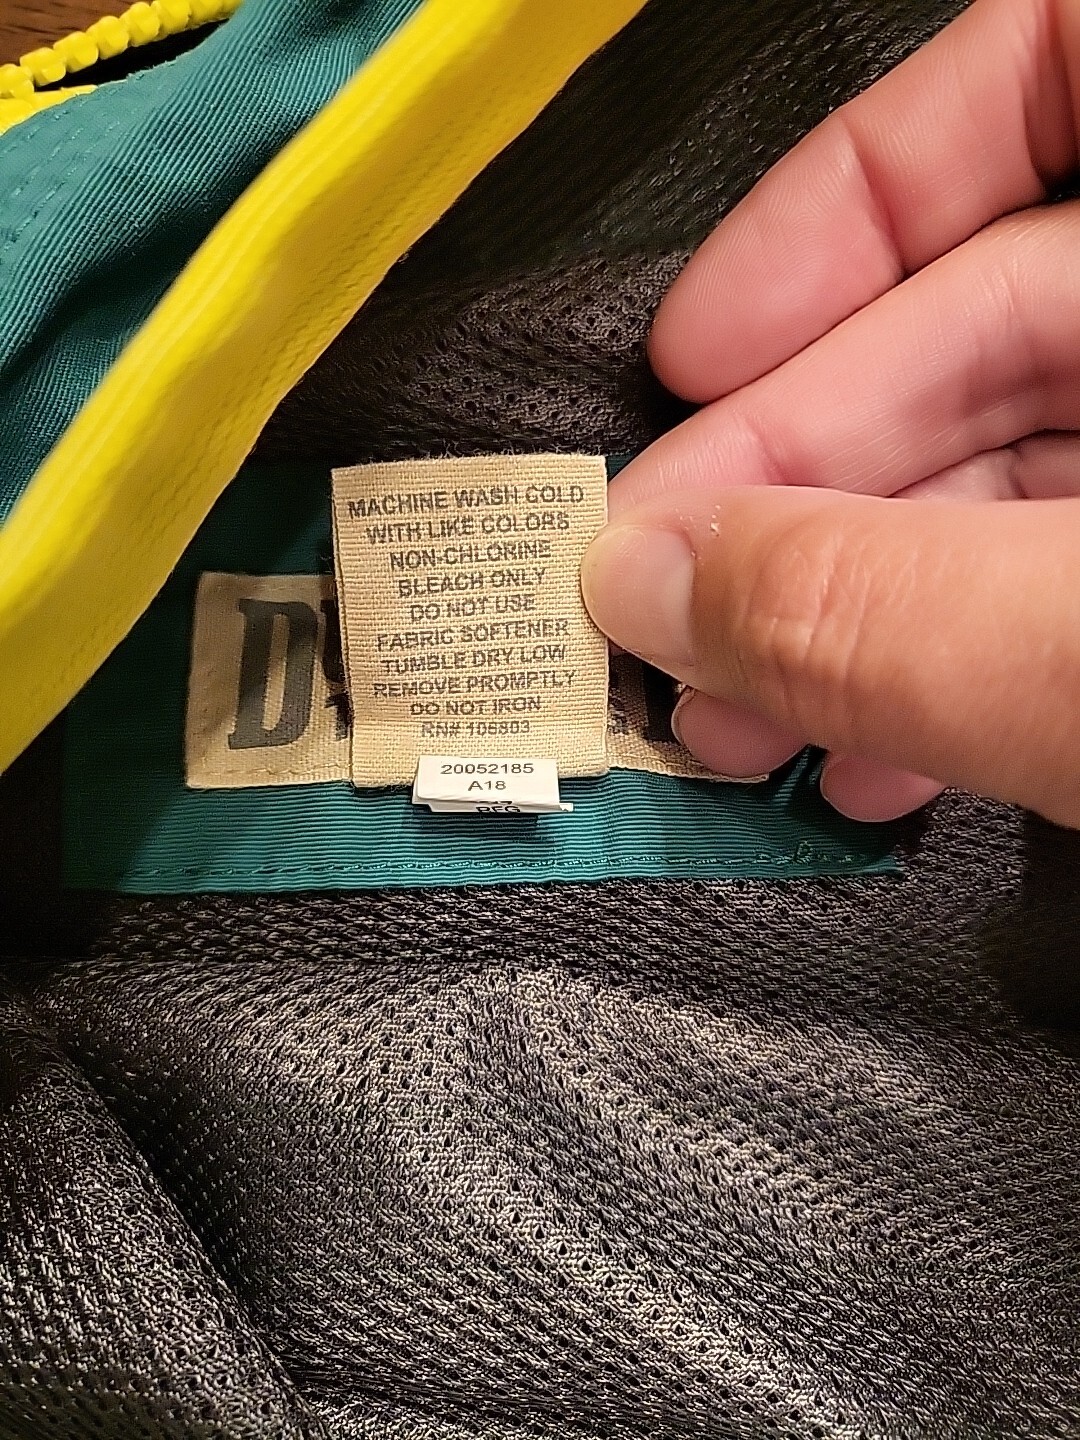 MACHINE WASH COLD
WITH LIKE COLORS
NON-CHLORINE
BLEACH ONLY
DO NOT USE
FABRIC SOFTENER
TUMBLE DRY LOW
REMOVE PROMPTLY
DO NOT IRON
RN# 105803
D
20052185
A18